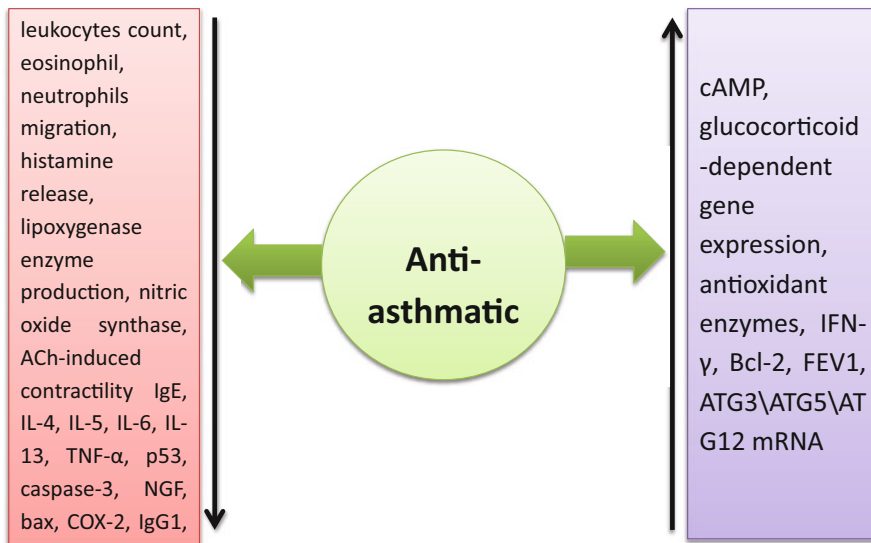 leukocytes count,
eosinophil,
neutrophils
migration,
histamine
release,
lipoxygenase
enzyme
production, nitric
oxide synthase,
ACh-induced
contractility IgE,
IL-4, IL-5, IL-6, IL-
13, TNF-α, p53,
caspase-3, NGF,
bax, COX-2, IgG1,
Anti-
asthmatic
cAMP,
glucocorticoid
-dependent
gene
expression,
antioxidant
enzymes, IFN-
γ, Bcl-2, FEV1,
ATG3\ATG5\AT
G12 mRNA